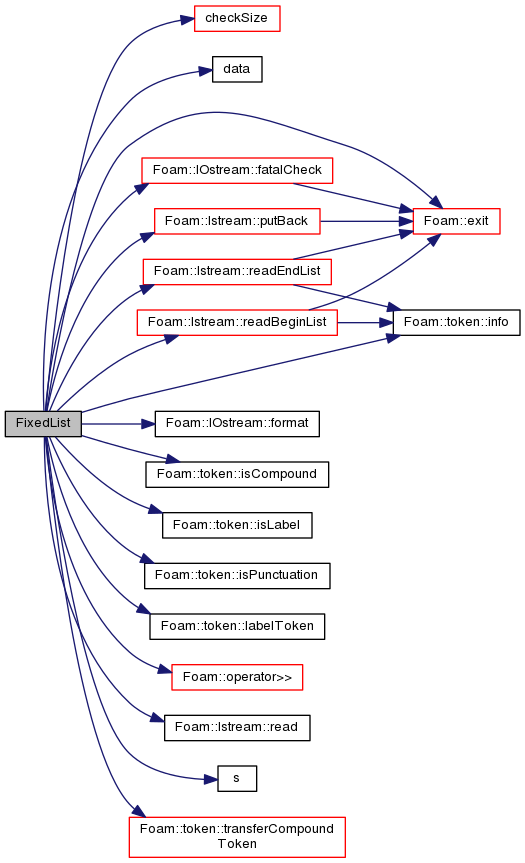 checkSize
data
Foam::IOstream::fatalCheck
Foam::Istream::putBack
Foam::exit
Foam::Istream::readEndList
Foam::Istream::readBeginList
Foam::token::info
FixedList
Foam::IOstream::format
Foam::token::isCompound
Foam::token::isLabel
Foam::token::isPunctuation
Foam::token::labelToken
Foam::operator>>
Foam::Istream::read
s
Foam::token::transferCompound
Token